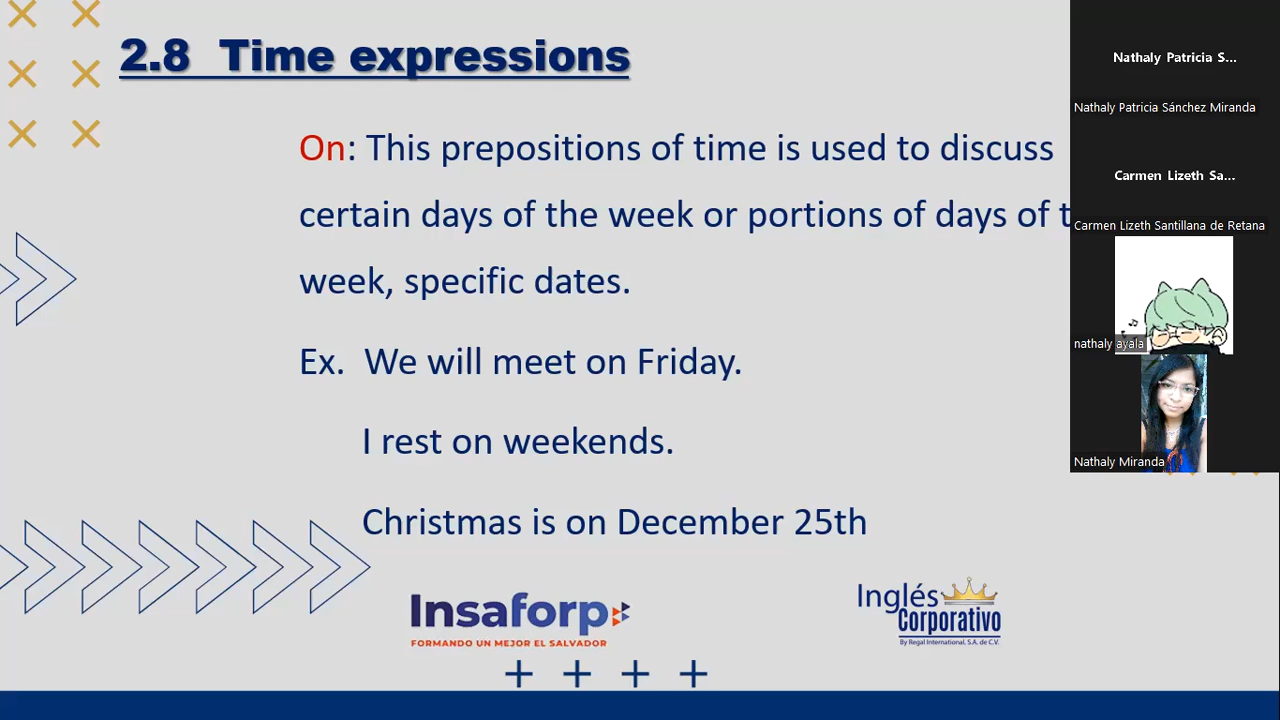 2.8 Time expressions
On: This prepositions of time is used to discuss
certain days of the week or portions of days of t
week, specific dates.
Ex. We will meet on Friday.
I rest on weekends.
Christmas is on December 25th
Insaforp
FORMANDO UN MEJOR EL SALVADOR
Inglés
Corporativo
By Regal International, S.A. de C.V.
Nathaly Patricia S...
Nathaly Patricia Sánchez Miranda
Carmen Lizeth Sa...
Carmen Lizeth Santillana de Retana
nathaly ayala
Nathaly Miranda